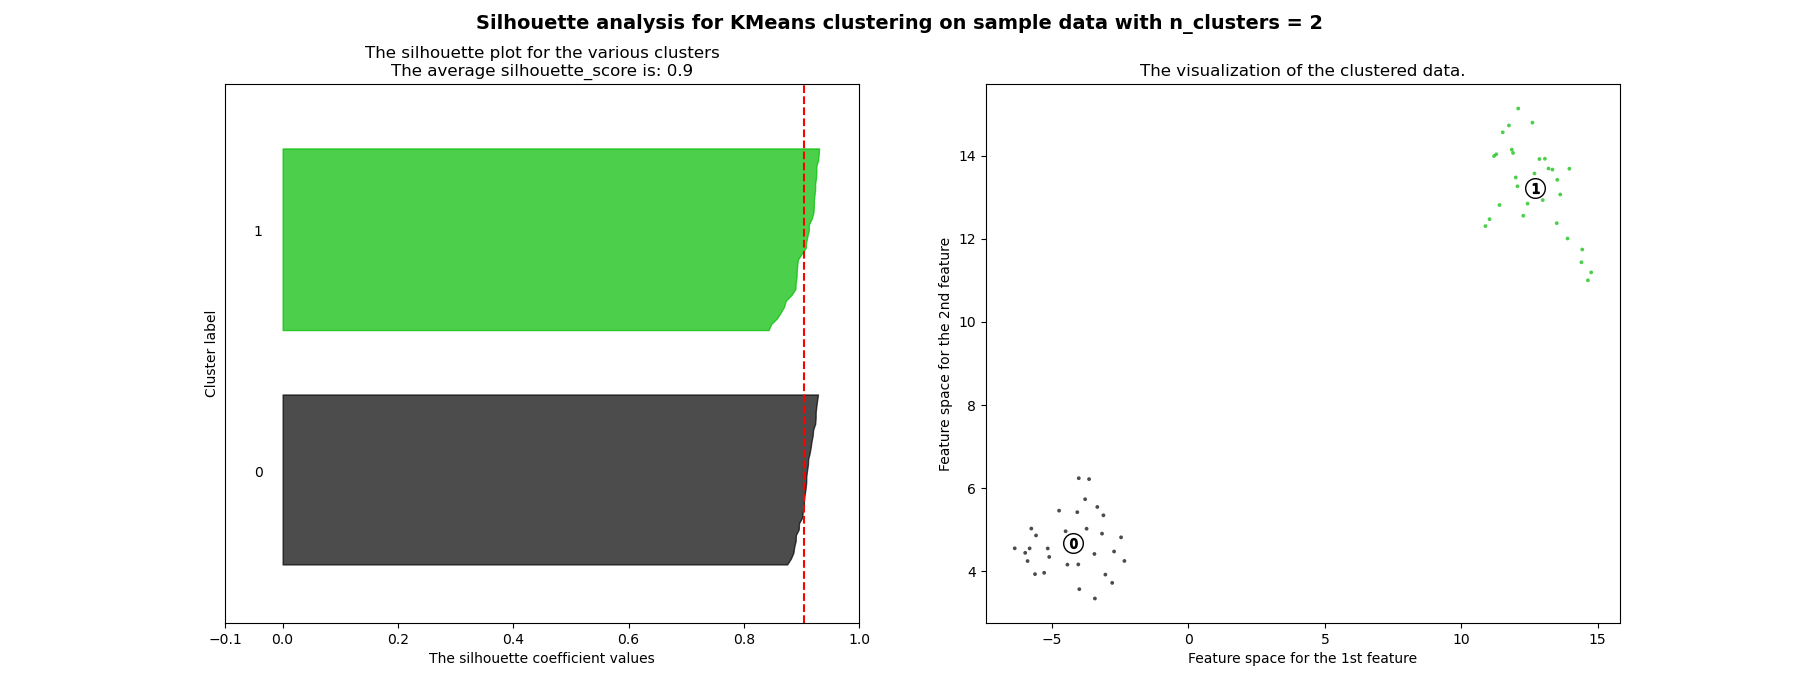 Silhouette analysis for KMeans clustering on sample data with n_clusters = 2
The silhouette plot for the various clusters
The average silhouette_score is: 0.9
1
0
Cluster label
−0.1 0.0 0.2 0.4 0.6 0.8 1.0
The silhouette coefficient values
The visualization of the clustered data.
14
12
10
8
6
4
Feature space for the 2nd feature
1
0
−5 0 5 10 15
Feature space for the 1st feature